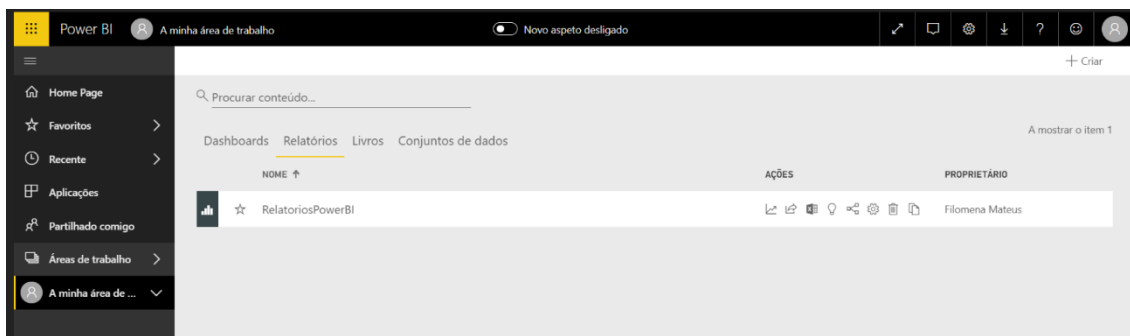 Power BI A minha área de trabalho Novo aspeto desligado ?
+ Criar
Home Page
Procurar conteúdo...
Favoritos
A mostrar o item 1
Dashboards Relatórios Livros Conjuntos de dados
Recente
NOME ↑ AÇÕES PROPRIETÁRIO
Aplicações
RelatoriosPowerBI Filomena Mateus
Partilhado comigo
Áreas de trabalho
A minha área de ...